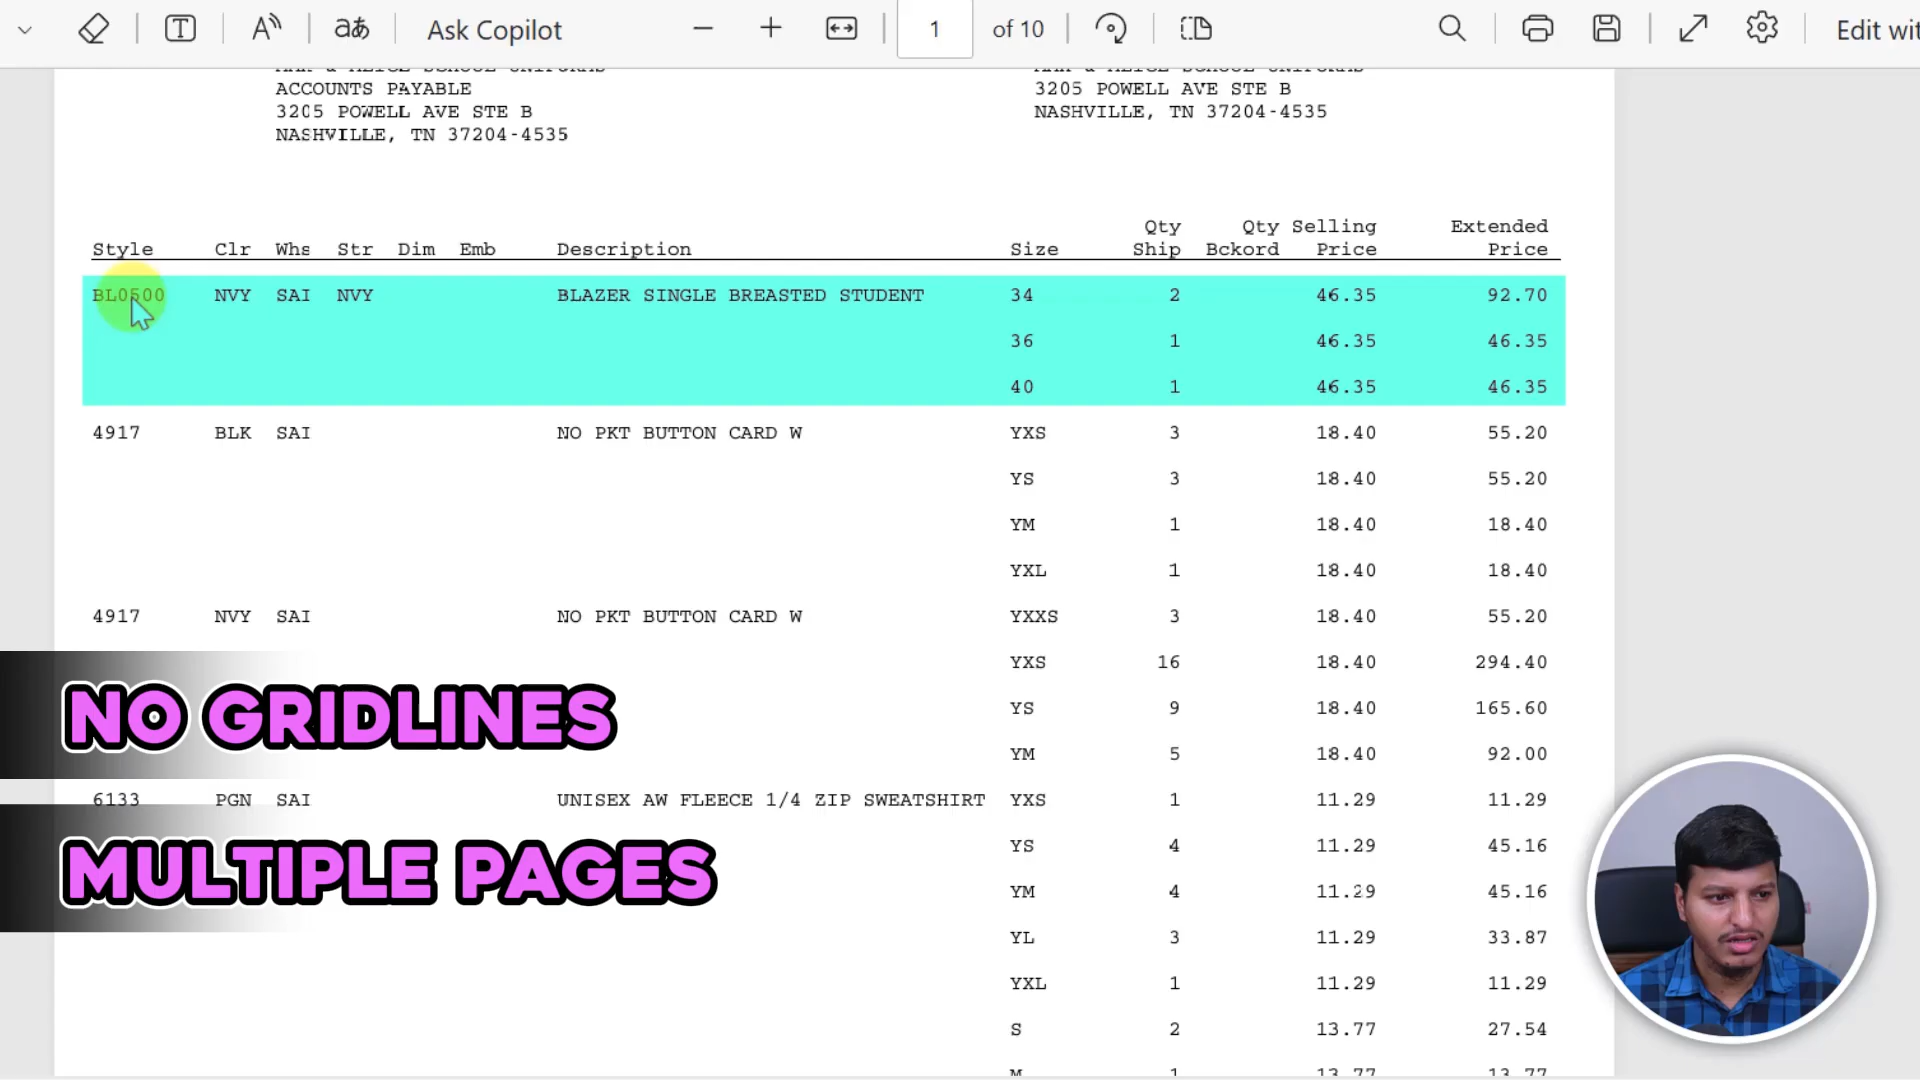 Ask Copilot
1 of 10
Edit wit
ACCOUNTS PAYABLE
3205 POWELL AVE STE B
NASHVILLE, TN 37204-4535
3205 POWELL AVE STE B
NASHVILLE, TN 37204-4535
Style Clr Whs Str Dim Emb Description Size Qty Ship Qty Bckord Selling Price Extended Price
BL0500 NVY SAI NVY BLAZER SINGLE BREASTED STUDENT 34 2 46.35 92.70
36 1 46.35 46.35
40 1 46.35 46.35
4917 BLK SAI NO PKT BUTTON CARD W YXS 3 18.40 55.20
YS 3 18.40 55.20
YM 1 18.40 18.40
YXL 1 18.40 18.40
4917 NVY SAI NO PKT BUTTON CARD W YXXS 3 18.40 55.20
YXS 16 18.40 294.40
YS 9 18.40 165.60
YM 5 18.40 92.00
6133 PGN SAI UNISEX AW FLEECE 1/4 ZIP SWEATSHIRT YXS 1 11.29 11.29
YS 4 11.29 45.16
YM 4 11.29 45.16
YL 3 11.29 33.87
YXL 1 11.29 11.29
S 2 13.77 27.54
M 1 13.77 13.77
NO GRIDLINES
MULTIPLE PAGES